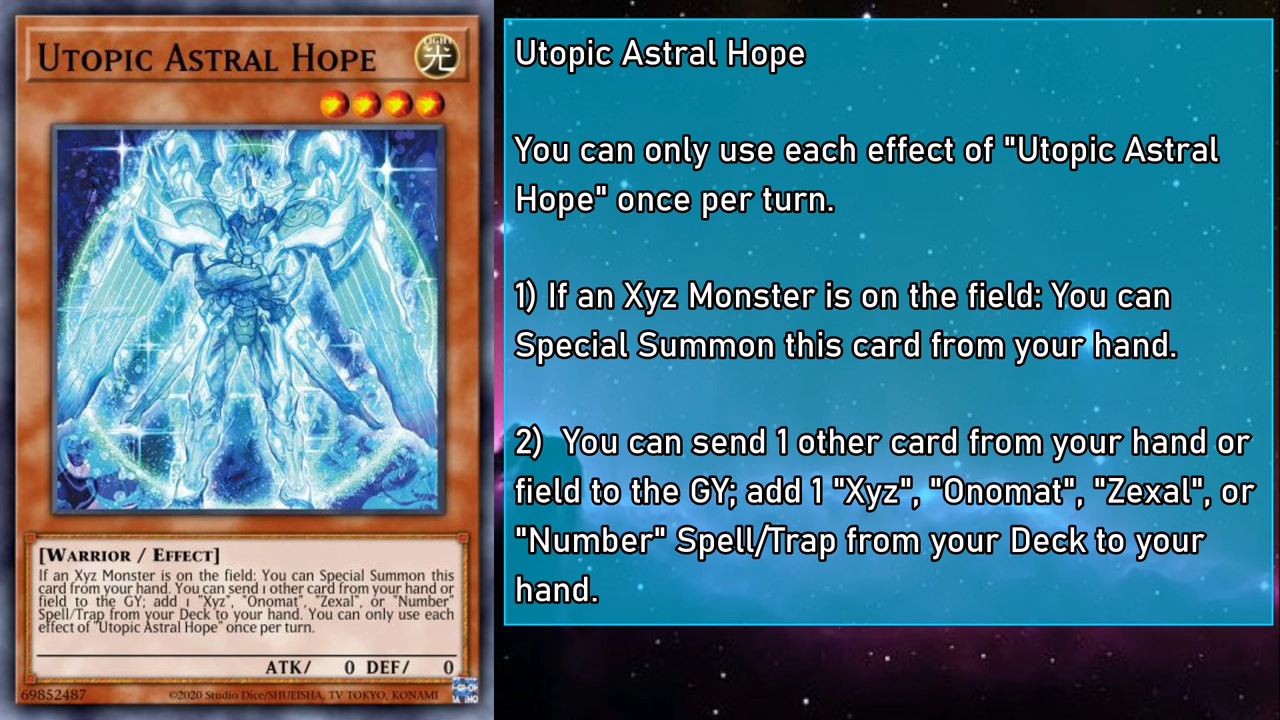 UTOPIC ASTRAL HOPE
LIGHT
光
[WARRIOR / EFFECT]
If an Xyz Monster is on the field: You can Special Summon this
card from your hand. You can send 1 other card from your hand or
field to the GY; add 1 "Xyz", "Onomat", "Zexal", or "Number"
Spell/Trap from your Deck to your hand. You can only use each
effect of "Utopic Astral Hope" once per turn.
ATK/ 0 DEF/ 0
69852487
©2020 Studio Dice/SHUEISHA, TV TOKYO, KONAMI
Utopic Astral Hope
You can only use each effect of "Utopic Astral
Hope" once per turn.
1) If an Xyz Monster is on the field: You can
Special Summon this card from your hand.
2) You can send 1 other card from your hand or
field to the GY; add 1 "Xyz", "Onomat", "Zexal", or
"Number" Spell/Trap from your Deck to your
hand.